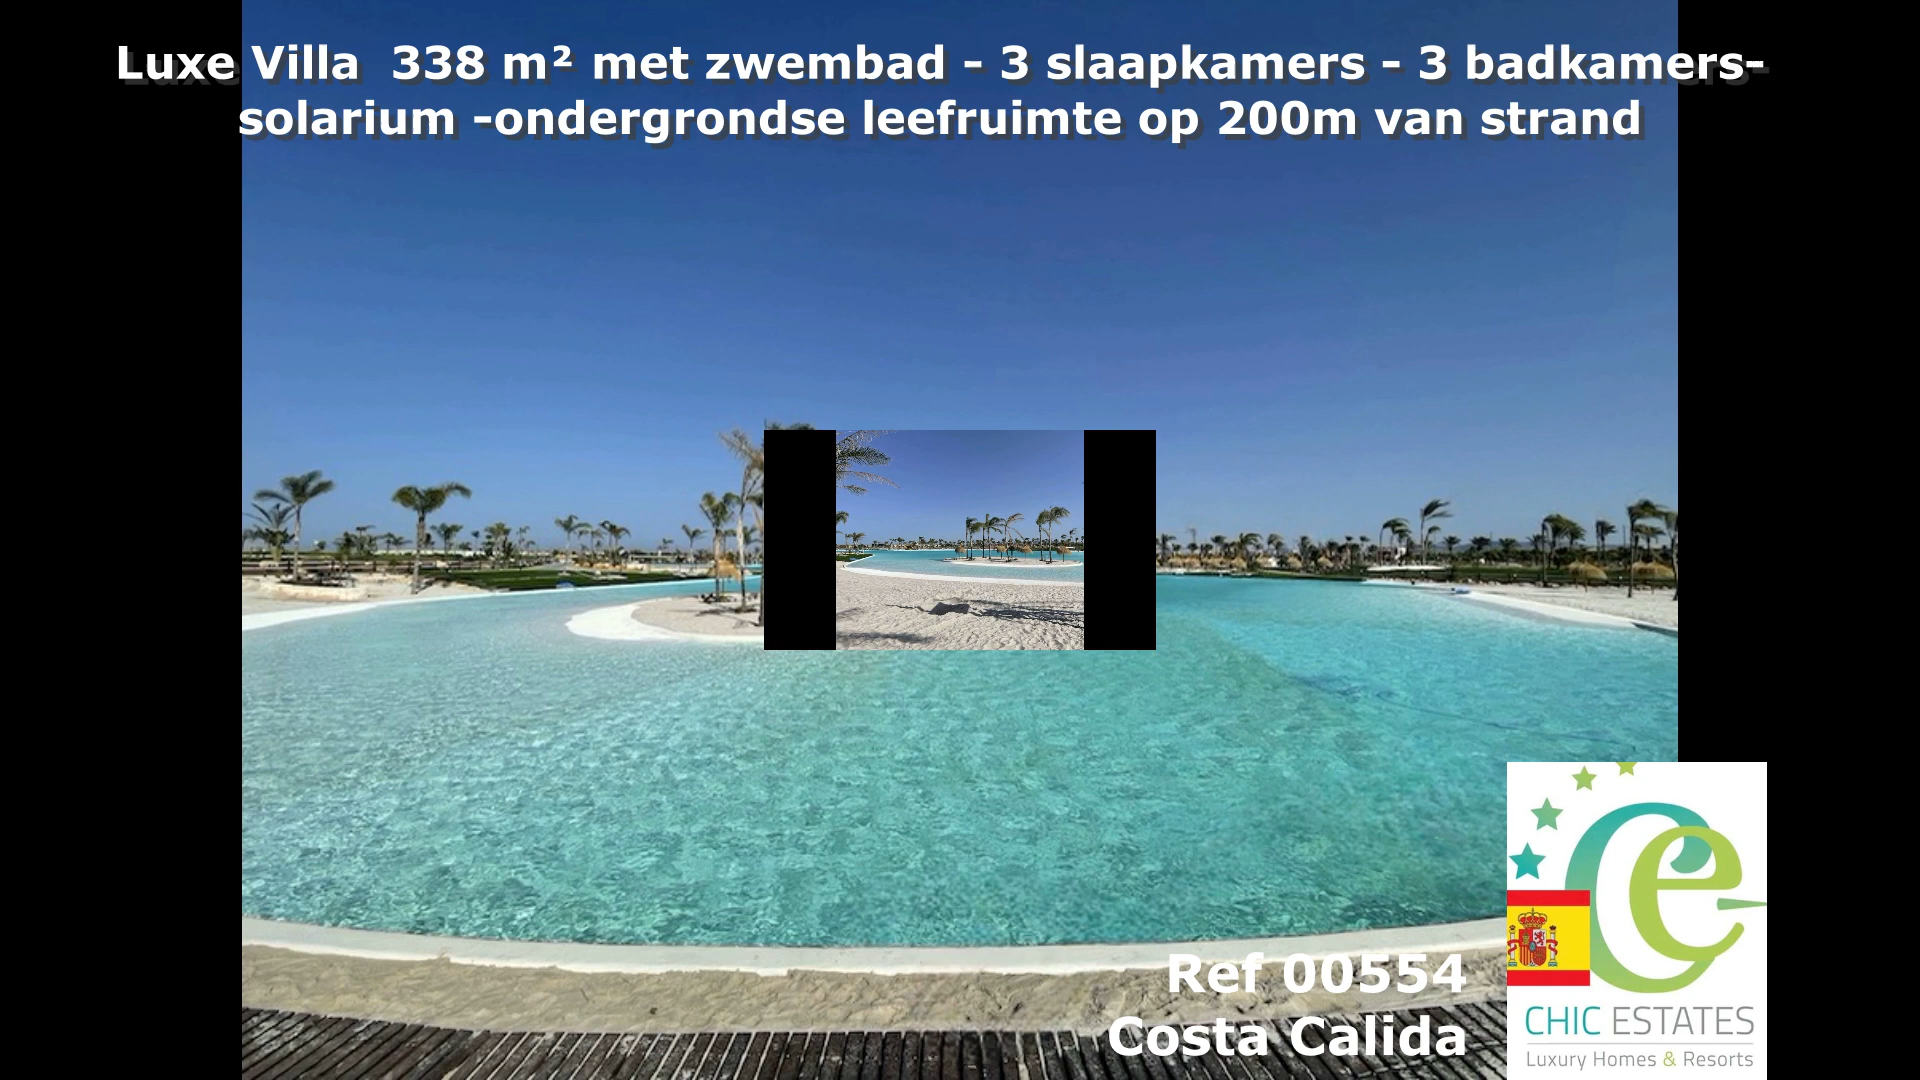 Luxe Villa  338 m² met zwembad - 3 slaapkamers - 3 badkamers-
solarium -ondergrondse leefruimte op 200m van strand
Ref 00554
Costa Calida
Ce
CHIC ESTATES
Luxury Homes & Resorts